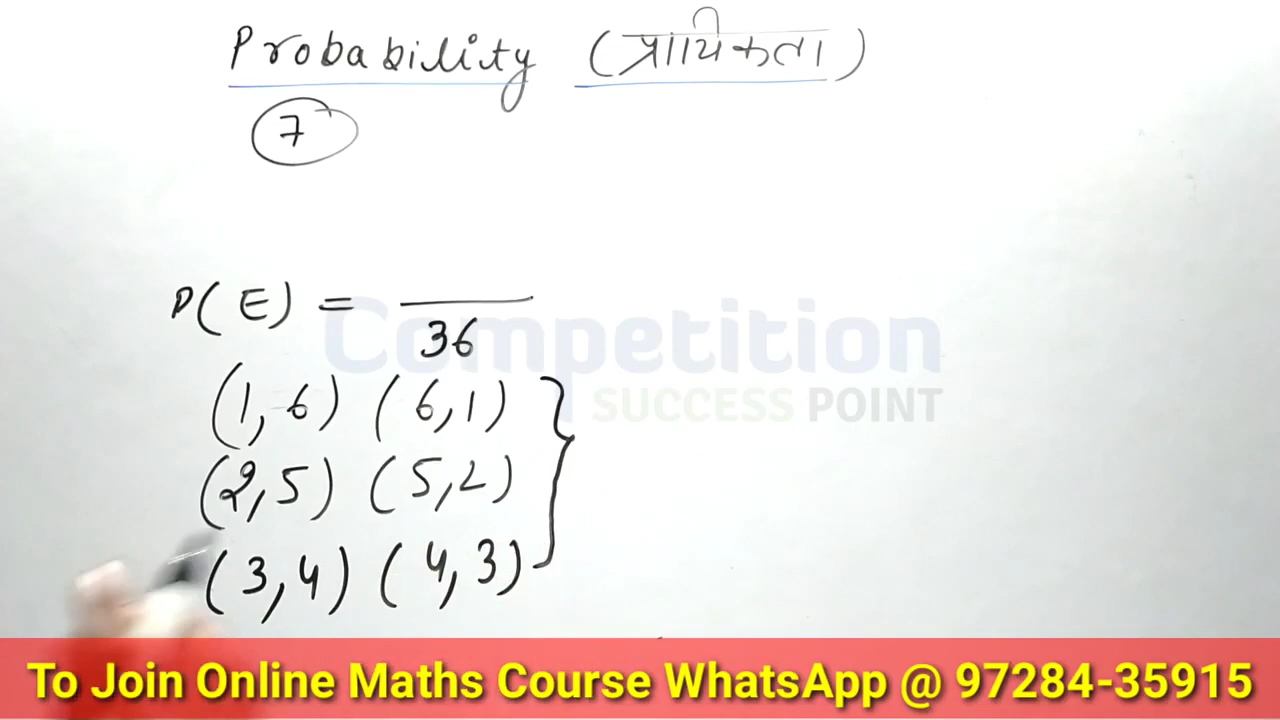 Probability (प्रायिकता)
7
P(E) = ——
36
Competition
SUCCESS POINT
(1,6) (6,1)
(2,5) (5,2)
(3,4) (4,3)
To Join Online Maths Course WhatsApp @ 97284-35915